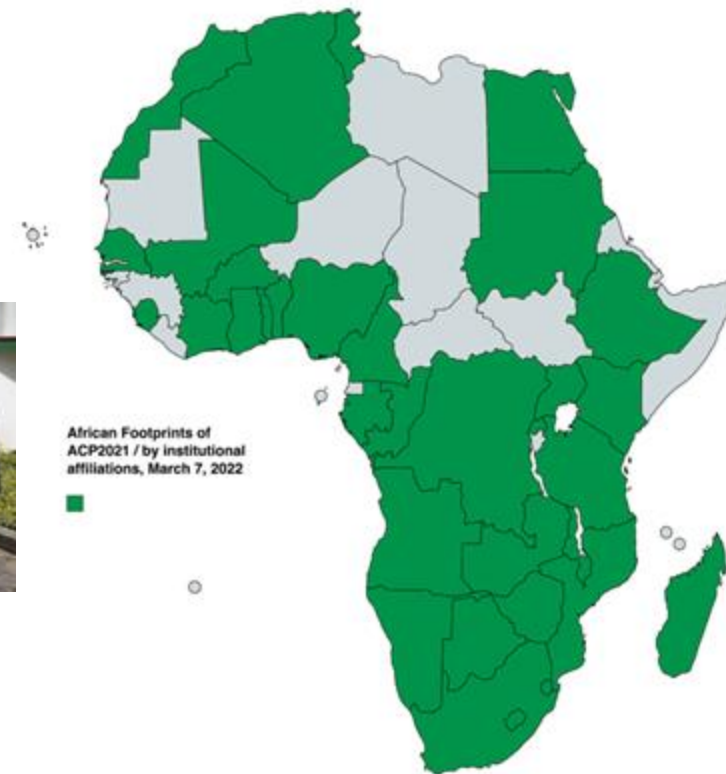 African Footprints of
ACP2021 / by institutional
affiliations, March 7, 2022